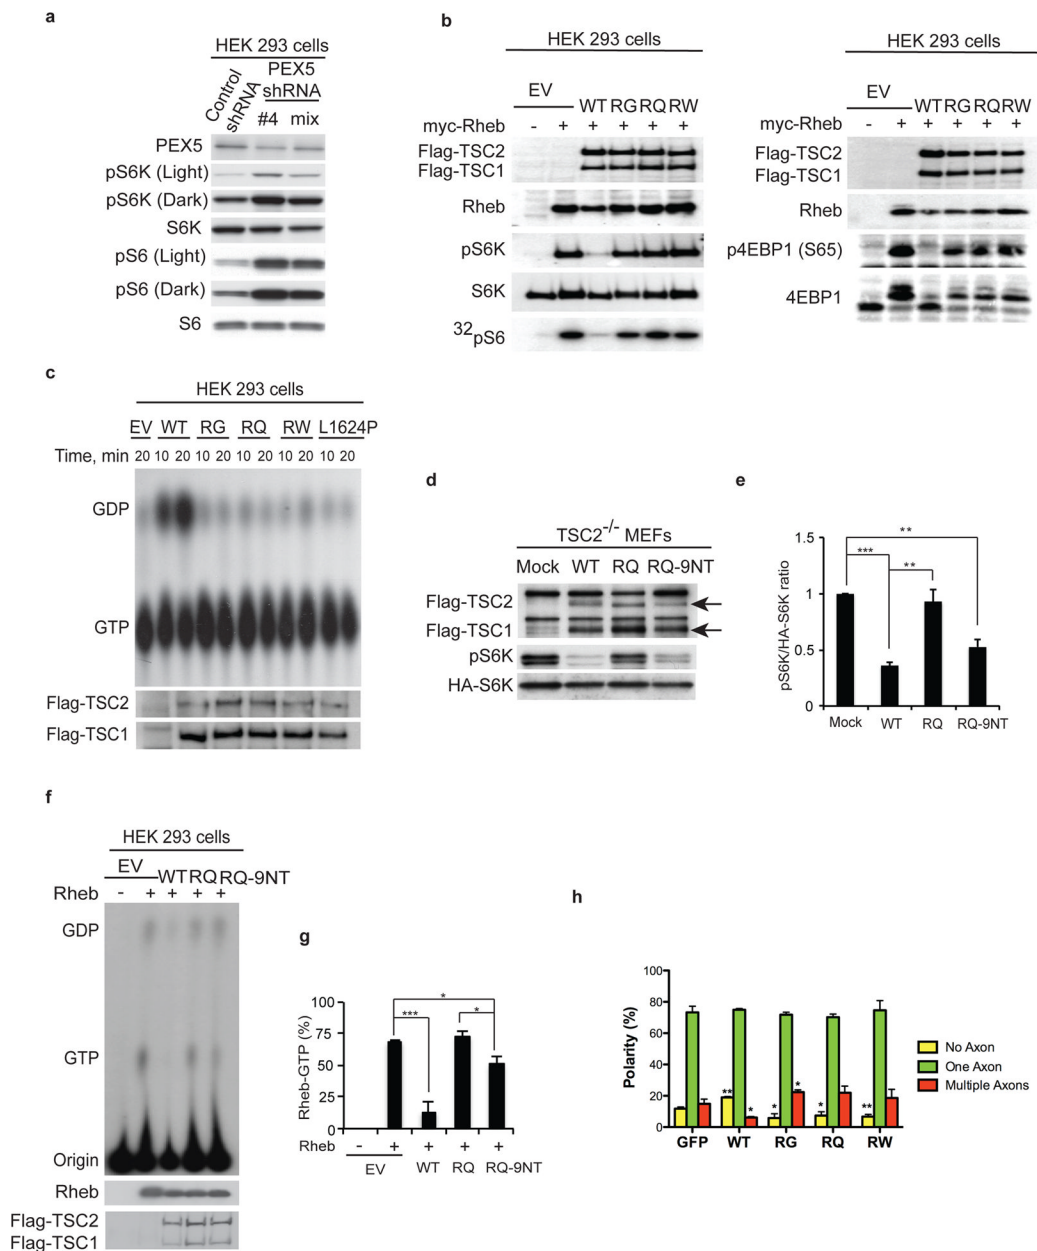 a
HEK 293 cells
Control shRNA
PEX5 shRNA
#4 mix
PEX5
pS6K (Light)
pS6K (Dark)
S6K
pS6 (Light)
pS6 (Dark)
S6
b
HEK 293 cells
EV WT RG RQ RW
myc-Rheb - + + + + +
Flag-TSC2
Flag-TSC1
Rheb
pS6K
S6K
32pS6
HEK 293 cells
EV WT RG RQ RW
myc-Rheb - + + + + +
Flag-TSC2
Flag-TSC1
Rheb
p4EBP1 (S65)
4EBP1
c
HEK 293 cells
EV WT RG RQ RW L1624P
Time, min 20 10 20 10 20 10 20 10 20 10 20
GDP
GTP
Flag-TSC2
Flag-TSC1
d
TSC2-/- MEFs
Mock WT RQ RQ-9NT
Flag-TSC2
Flag-TSC1
pS6K
HA-S6K
e
pS6K/HA-S6K ratio
1.5
1
0.5
0
**
*** **
Mock WT RQ RQ-9NT
f
HEK 293 cells
EV WT RQ RQ-9NT
Rheb - + + + +
GDP
GTP
Origin
Rheb
Flag-TSC2
Flag-TSC1
g
Rheb-GTP (%)
100
75
50
25
0
*
*** *
Rheb - + + + +
EV WT RQ RQ-9NT
h
Polarity (%)
100
80
60
40
20
0
** * * * * **
GFP WT RG RQ RW
No Axon
One Axon
Multiple Axons